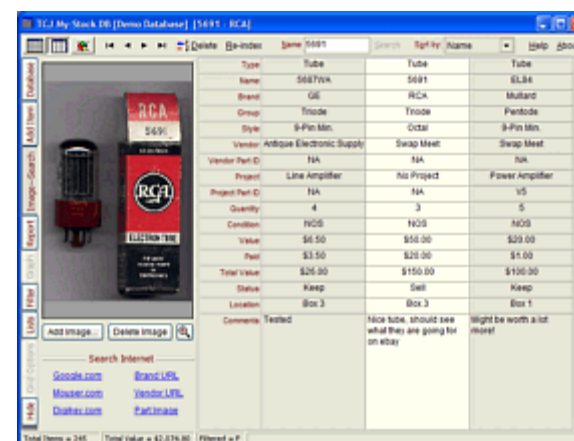 TCJ My Stock DB [Demo Database] [5691 - RCA]
Delete Re-index Name 5691 Search Sort by: Name Help About
Database
Add Item
Image--Search
Report
Graph
Filter
Lists
Grid Options
Hide
RCA
5691
RCA
ELECTRON TUBE
Type Tube Tube Tube
Name 5687WA 5691 EL84
Brand GE RCA Mullard
Group Triode Triode Pentode
Style 9-Pin Min. Octal 9-Pin Min.
Vendor Antique Electronic Supply Swap Meet Swap Meet
Vendor Part ID NA NA NA
Project Line Amplifier No Project Power Amplifier
Project Part ID NA NA V5
Quantity 4 3 5
Condition NOS NOS NOS
Value $6.50 $50.00 $20.00
Paid $3.50 $20.00 $1.00
Total Value $26.00 $150.00 $100.00
Status Keep Sell Keep
Location Box 3 Box 3 Box 1
Comments Tested Nice tube, should see Might be worth a lot
what they are going for more!
on ebay
Add Image... Delete Image
Search Internet
Google.com Brand URL
Mouser.com Vendor URL
Digikey.com Part Image
Total Items = 245 Total Value = $2,076.80 Filtered = F